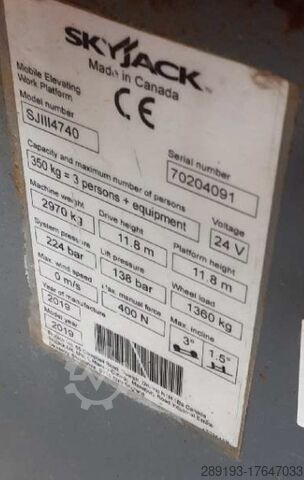 SKYJACK
Made in Canada
CE
Mobile Elevating
Work Platform
Model number
SJIII4740
Serial number
70204091
Capacity and maximum number of persons
350 kg = 3 persons + equipment
Voltage
24 V
Machine weight
2970 kg
Drive height
11.8 m
Platform height
11.8 m
System pressure
224 bar
Lift pressure
138 bar
Wheel load
1360 kg
Max. wind speed
0 m/s
Max. manual force
400 N
Max. incline
3°
1.5°
Year of manufacture
2019
Model year
2019
289193-17647033